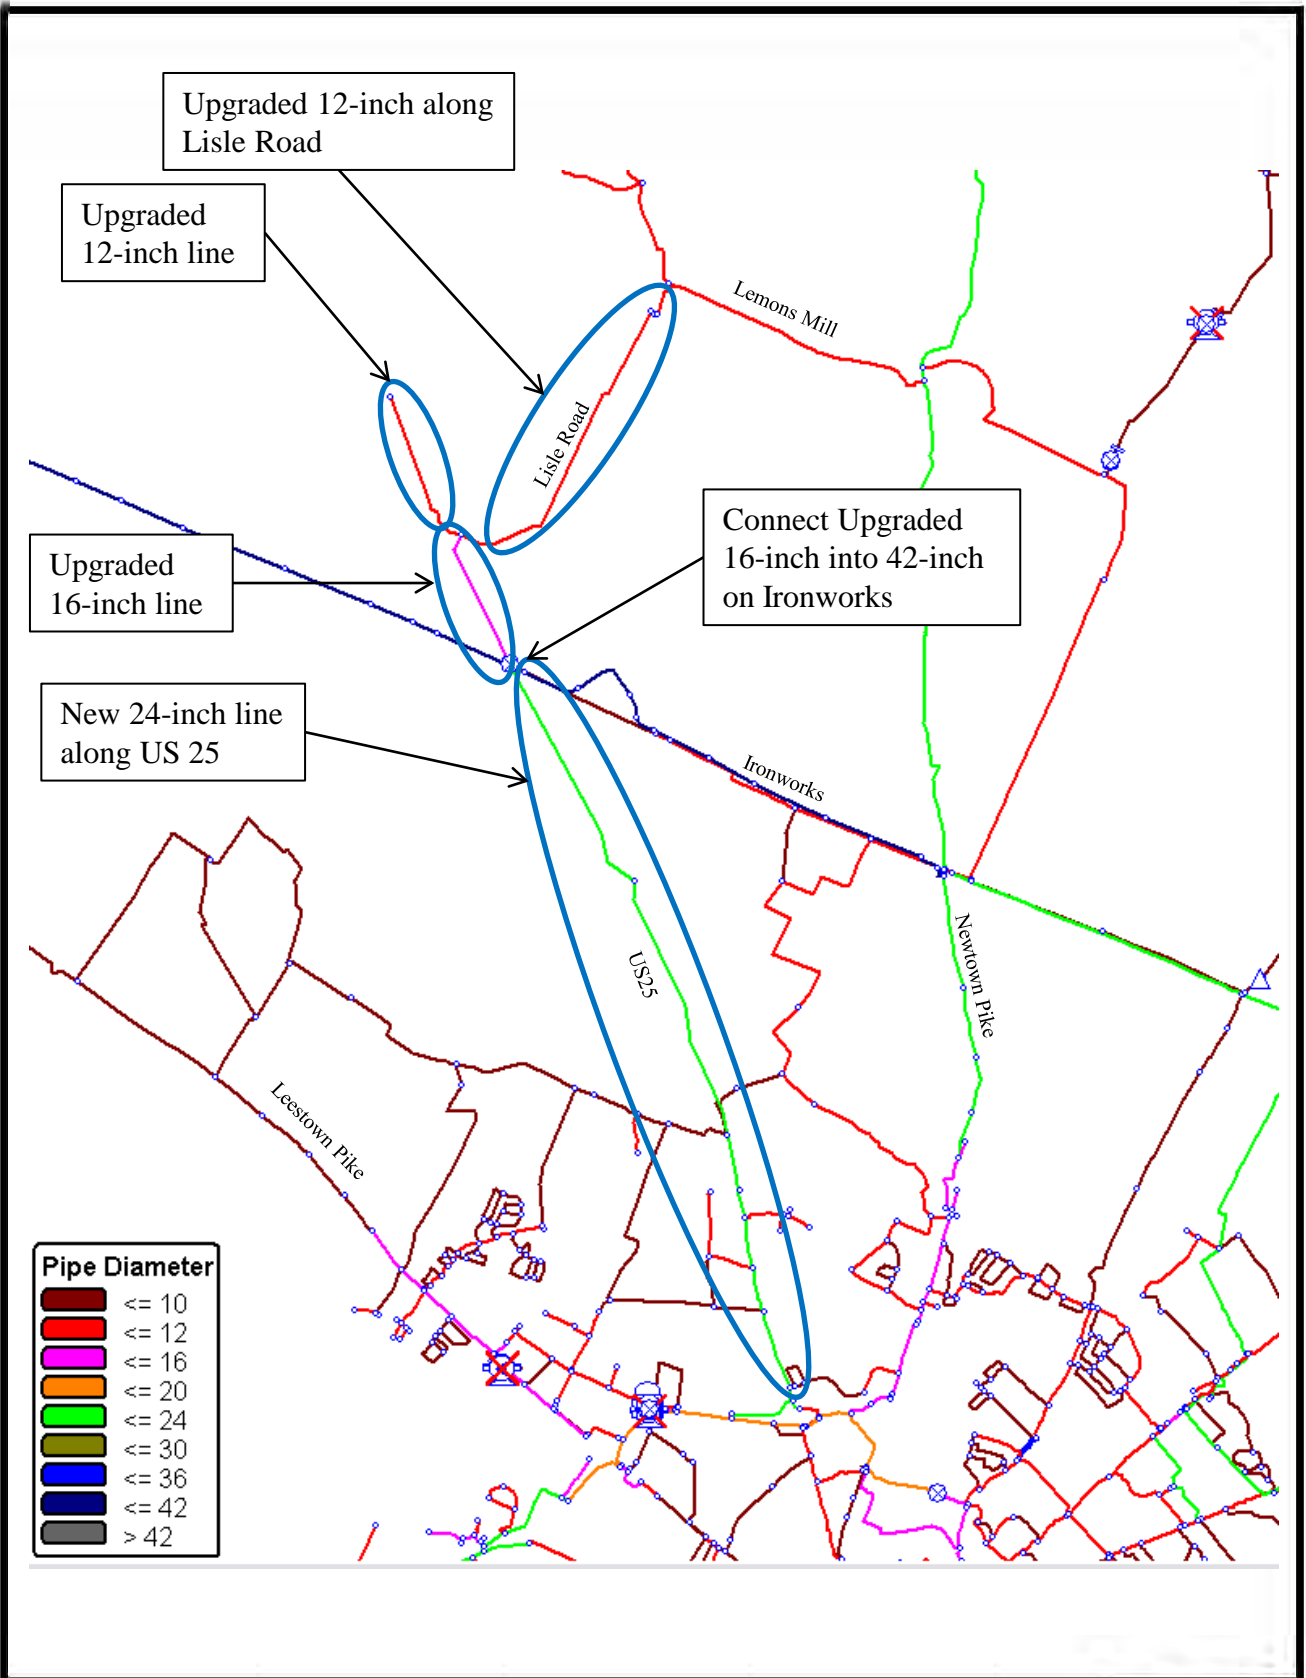 Upgraded 12-inch along
Lisle Road
Upgraded
12-inch line
Lemons Mill
Lisle Road
Connect Upgraded
16-inch into 42-inch
on Ironworks
Upgraded
16-inch line
New 24-inch line
along US 25
Ironworks
US25
Newtown Pike
Leestown Pike
Pipe Diameter
<= 10
<= 12
<= 16
<= 20
<= 24
<= 30
<= 36
<= 42
> 42